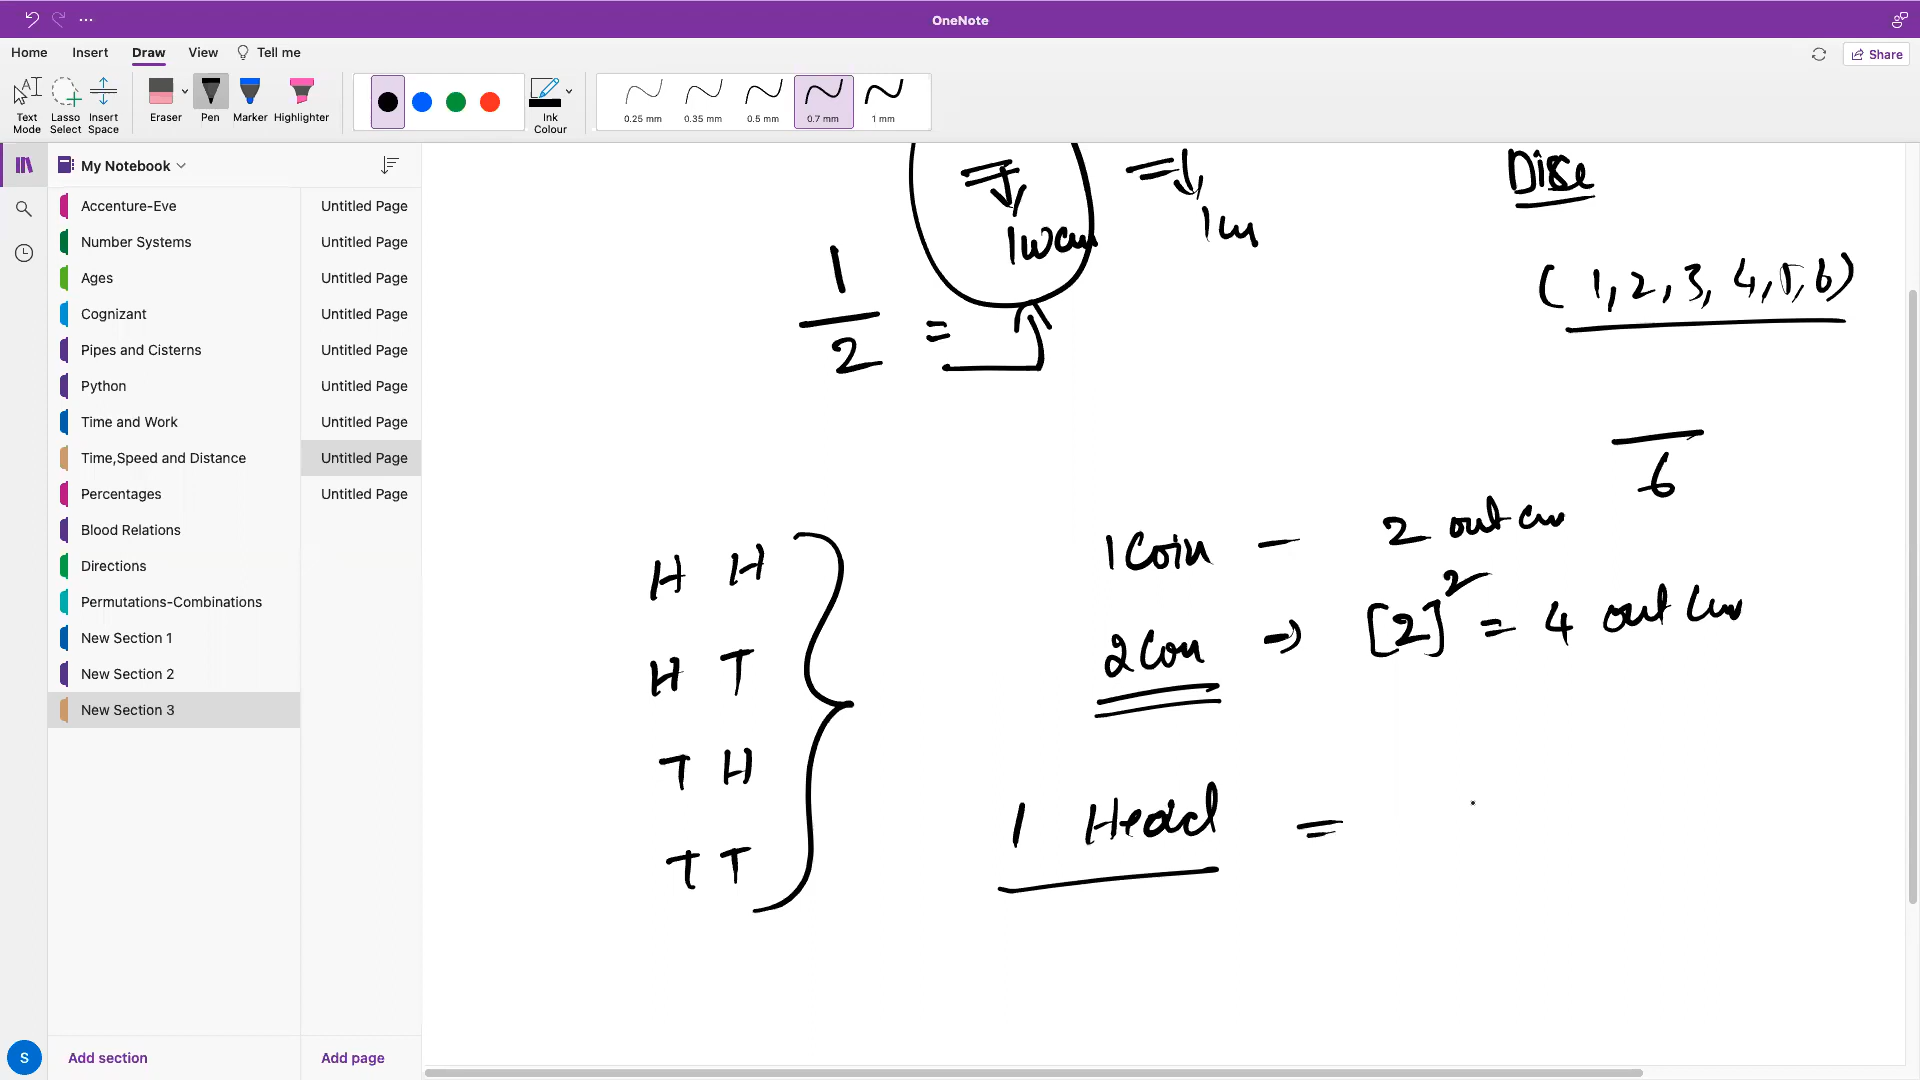 OneNote
Home Insert Draw View Tell me
Share
Text Mode
Lasso Select
Insert Space
Eraser
Pen
Marker
Highlighter
Ink Colour
0.25 mm
0.35 mm
0.5 mm
0.7 mm
1 mm
My Notebook
Accenture-Eve
Number Systems
Ages
Cognizant
Pipes and Cisterns
Python
Time and Work
Time,Speed and Distance
Percentages
Blood Relations
Directions
Permutations-Combinations
New Section 1
New Section 2
New Section 3
Add section
Untitled Page
Untitled Page
Untitled Page
Untitled Page
Untitled Page
Untitled Page
Untitled Page
Untitled Page
Untitled Page
Add page
S
1
1
1/2 =
( 1, 2, 3, 4, 5, 6)
6
H H
H T
T H
T T
1 Coin — 2 out
2 → [2]² = 4 out
1 Head =